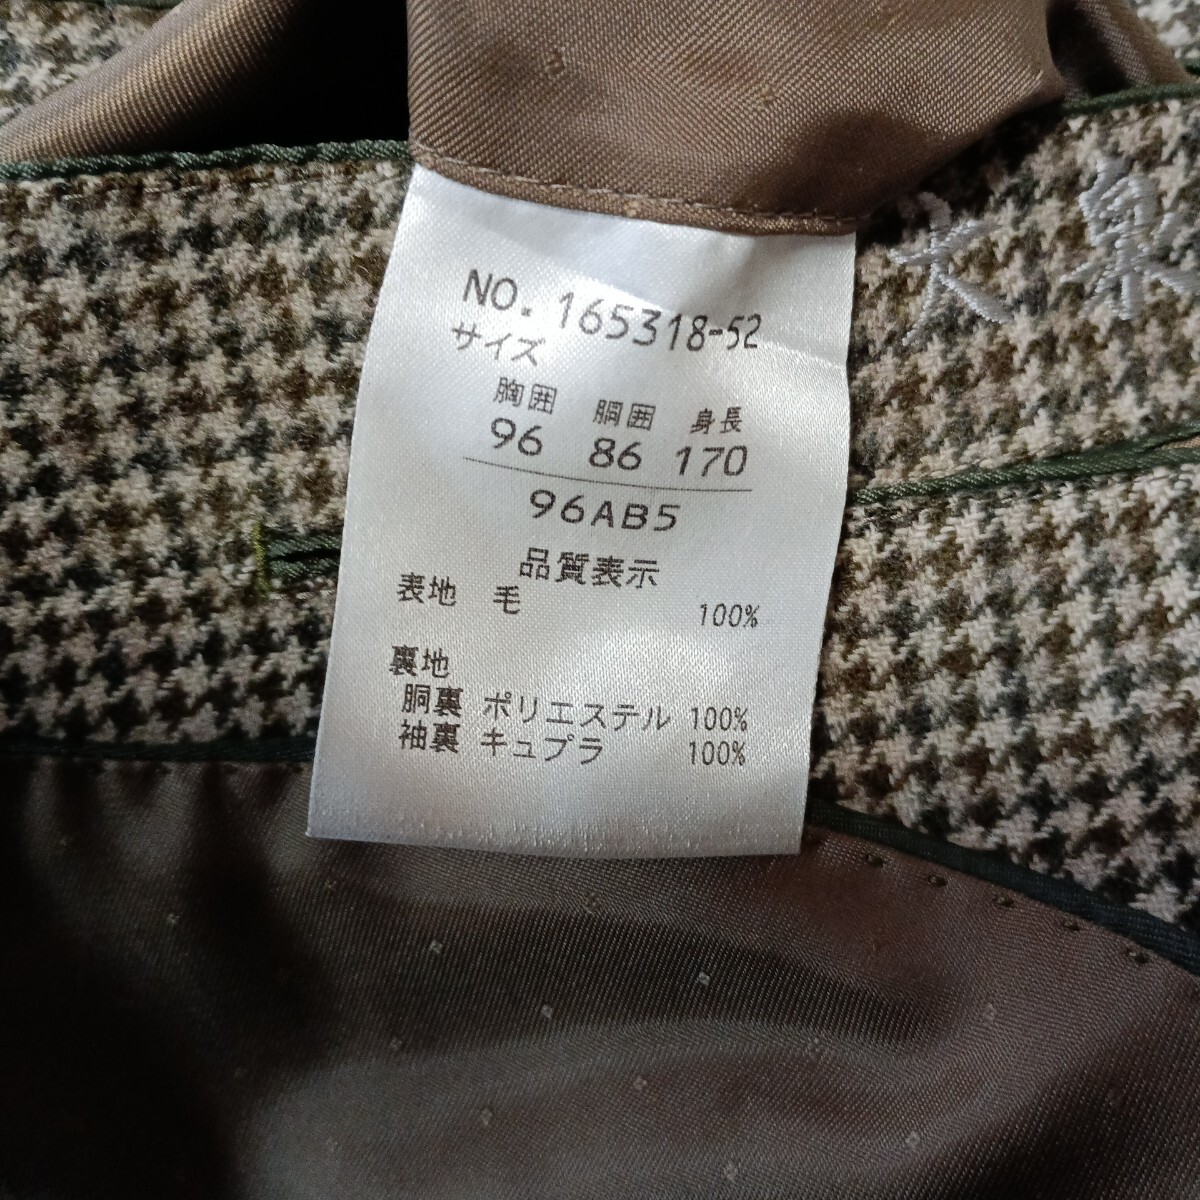 大泉
NO. 165318-52
サイズ
胸囲 胴囲 身長
96 86 170
96AB5
品質表示
表地 毛 100%
裏地
胴裏 ポリエステル 100%
袖裏 キュプラ 100%